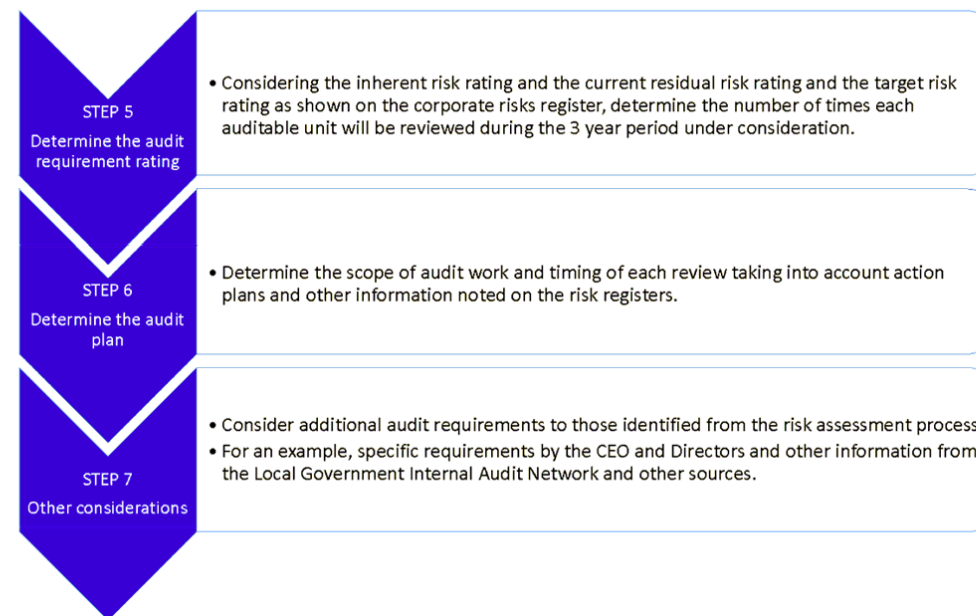 STEP 5
Determine the audit
requirement rating
• Considering the inherent risk rating and the current residual risk rating and the target risk
rating as shown on the corporate risks register, determine the number of times each
auditable unit will be reviewed during the 3 year period under consideration.
STEP 6
Determine the audit
plan
• Determine the scope of audit work and timing of each review taking into account action
plans and other information noted on the risk registers.
STEP 7
Other considerations
• Consider additional audit requirements to those identified from the risk assessment process
• For an example, specific requirements by the CEO and Directors and other information from
the Local Government Internal Audit Network and other sources.